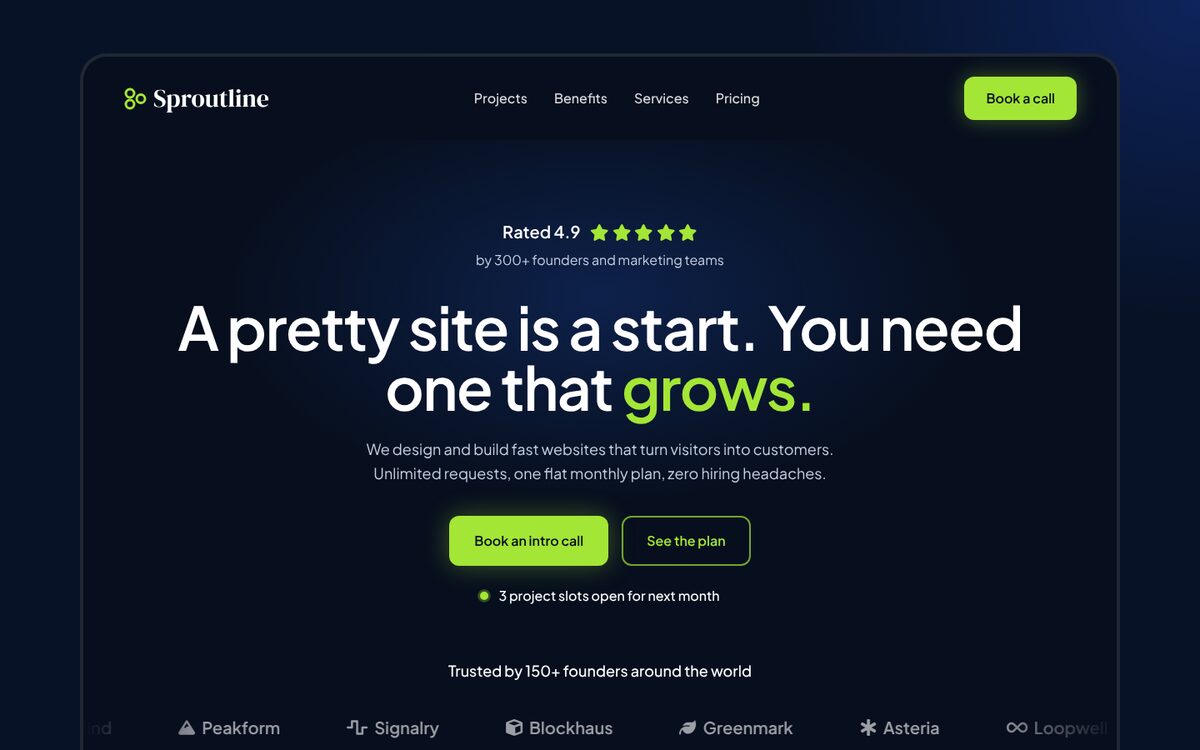 Sproutline
Projects
Benefits
Services
Pricing
Book a call
Rated 4.9
by 300+ founders and marketing teams
A pretty site is a start. You need
one that grows.
We design and build fast websites that turn visitors into customers.
Unlimited requests, one flat monthly plan, zero hiring headaches.
Book an intro call
See the plan
3 project slots open for next month
Trusted by 150+ founders around the world
Peakform
Signalry
Blockhaus
Greenmark
Asteria
Loopwell